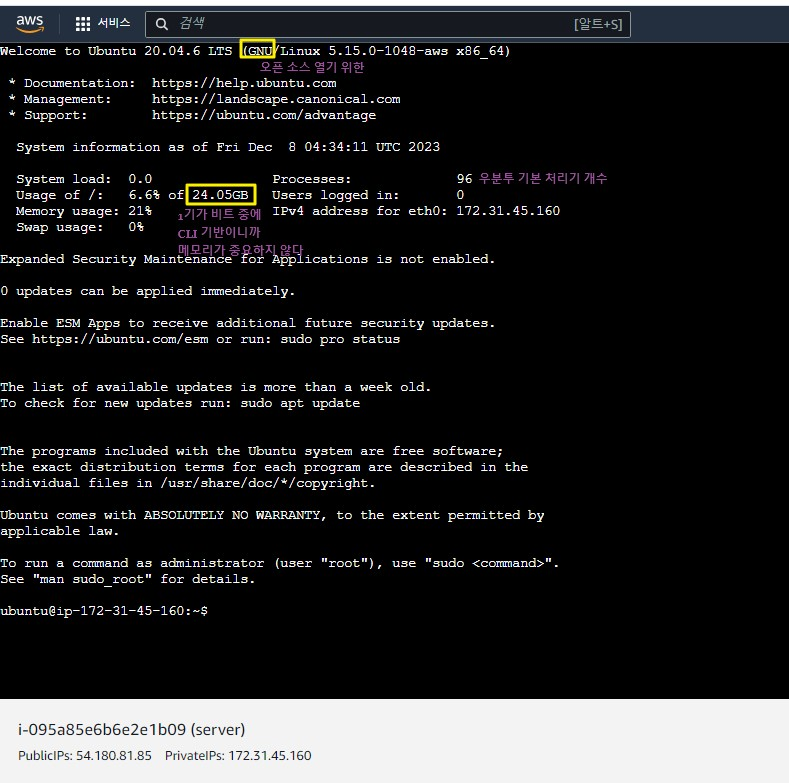 aws 서비스 검색 [알트+S]
Welcome to Ubuntu 20.04.6 LTS (GNU/Linux 5.15.0-1048-aws x86_64)
오픈 소스 열기 위한
* Documentation: https://help.ubuntu.com
* Management: https://landscape.canonical.com
* Support: https://ubuntu.com/advantage
System information as of Fri Dec 8 04:34:11 UTC 2023
System load: 0.0 Processes: 96 우분투 기본 처리기 개수
Usage of /: 6.6% of 24.05GB Users logged in: 0
Memory usage: 21% IPv4 address for eth0: 172.31.45.160
1기가 비트 중에
Swap usage: 0%
CLI 기반이니까
메모리가 중요하지 않다
Expanded Security Maintenance for Applications is not enabled.
0 updates can be applied immediately.
Enable ESM Apps to receive additional future security updates.
See https://ubuntu.com/esm or run: sudo pro status
The list of available updates is more than a week old.
To check for new updates run: sudo apt update
The programs included with the Ubuntu system are free software;
the exact distribution terms for each program are described in the
individual files in /usr/share/doc/*/copyright.
Ubuntu comes with ABSOLUTELY NO WARRANTY, to the extent permitted by
applicable law.
To run a command as administrator (user "root"), use "sudo <command>".
See "man sudo_root" for details.
ubuntu@ip-172-31-45-160:~$
i-095a85e6b6e2e1b09 (server)
PublicIPs: 54.180.81.85 PrivateIPs: 172.31.45.160